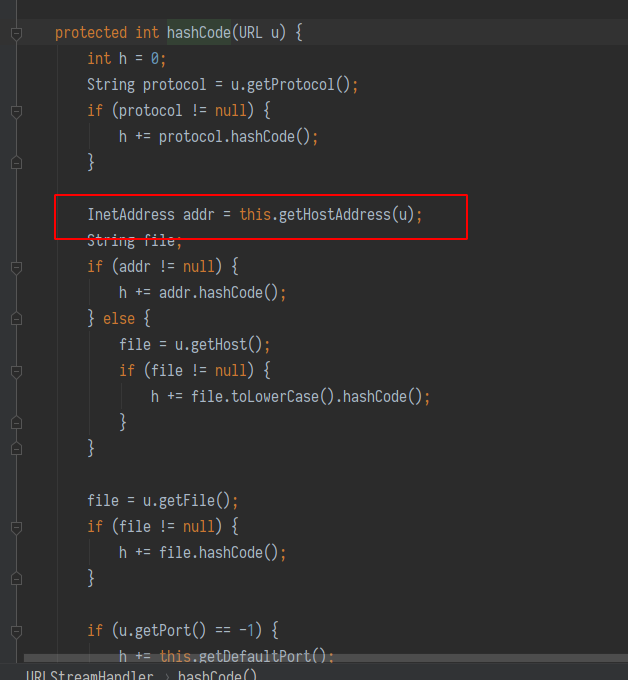 protected int hashCode(URL u) {
int h = 0;
String protocol = u.getProtocol();
if (protocol != null) {
h += protocol.hashCode();
}
InetAddress addr = this.getHostAddress(u);
String file;
if (addr != null) {
h += addr.hashCode();
} else {
file = u.getHost();
if (file != null) {
h += file.toLowerCase().hashCode();
}
}
file = u.getFile();
if (file != null) {
h += file.hashCode();
}
if (u.getPort() == -1) {
h += this.getDefaultPort();
URLStreamHandler › hashCode()